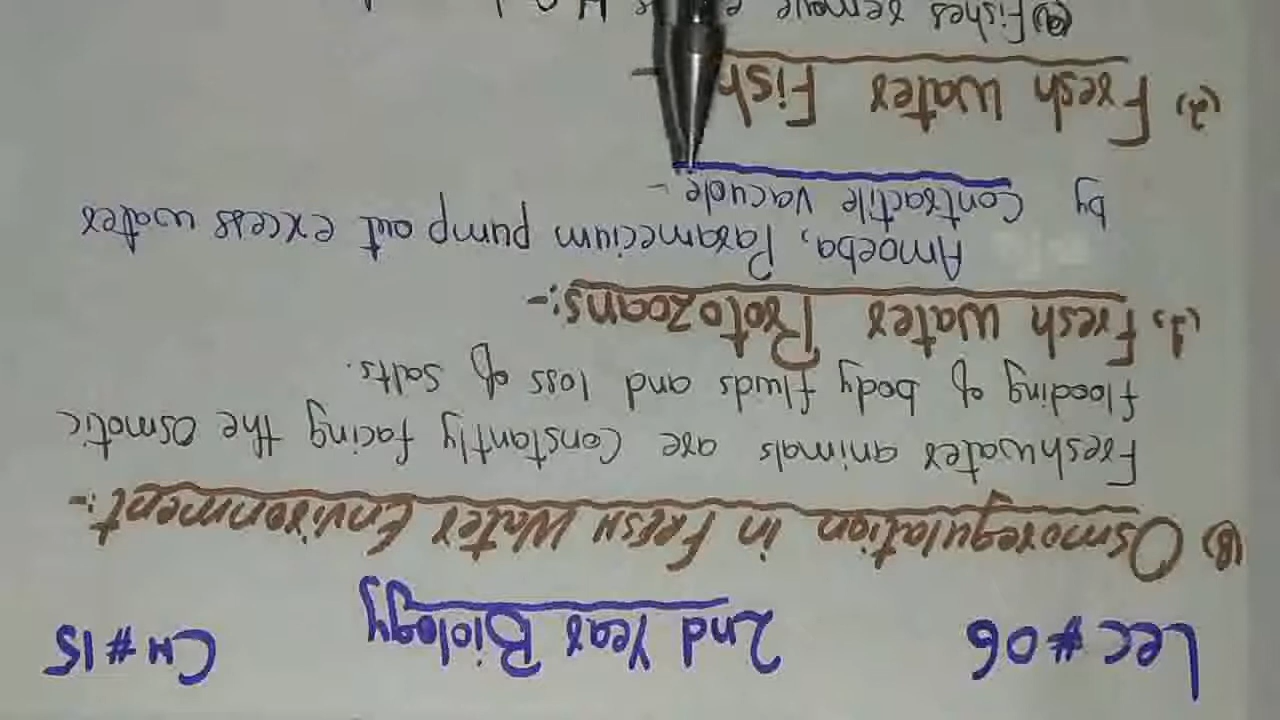 Lec #06 2nd Year Biology CH #15
(B) Osmoregulation in Fresh Water Environment:-
Freshwater animals are constantly facing the osmotic
flooding of body fluids and loss of salts.
(1) Fresh water Protozoans:-
Amoeba, Paramecium pump out excess water
by Contractile vacuole-
(2) Fresh water Fish
(a) Fishes remove